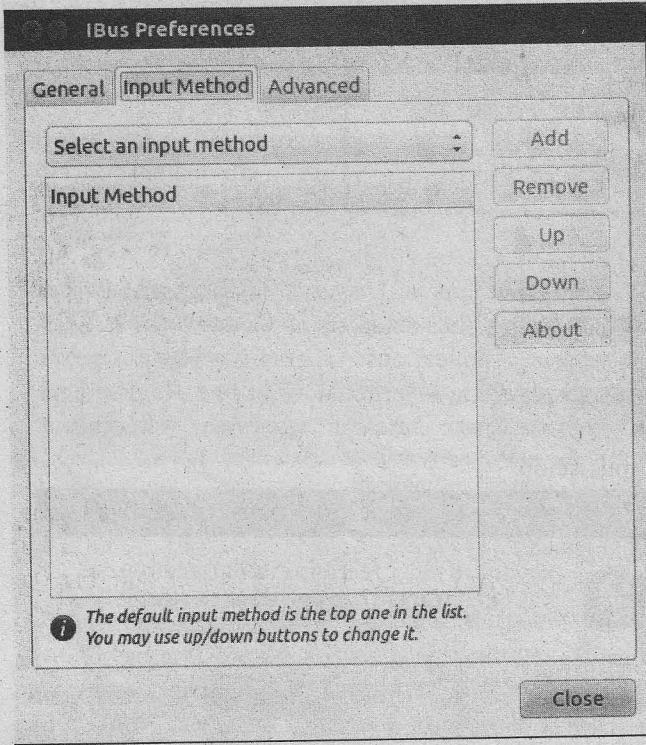 IBus Preferences
General Input Method Advanced
Select an input method Add
Input Method Remove
Up
Down
About
The default input method is the top one in the list.
You may use up/down buttons to change it.
Close